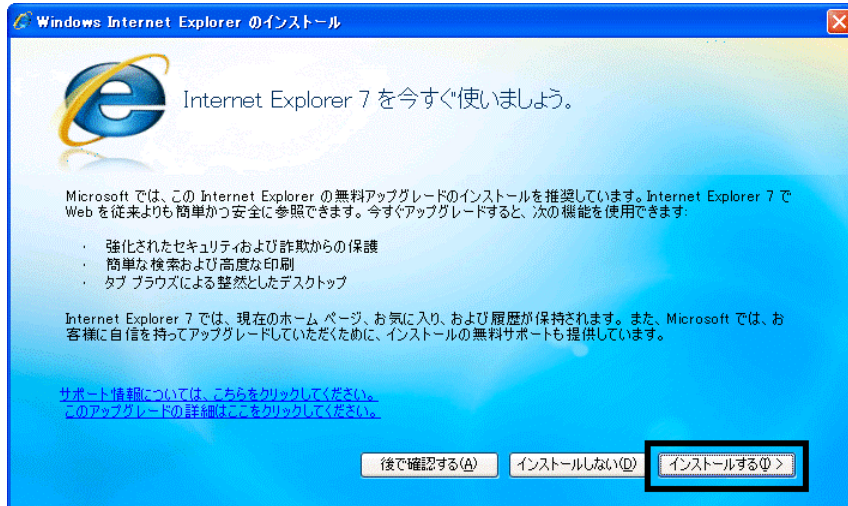 Windows Internet Explorer のインストール
Internet Explorer 7 を今すぐ使いましょう。
Microsoft では、この Internet Explorer の無料アップグレードのインストールを推奨しています。Internet Explorer 7 で
Web を従来よりも簡単かつ安全に参照できます。今すぐアップグレードすると、次の機能を使用できます:
· 強化されたセキュリティおよび詐欺からの保護
· 簡単な検索および高度な印刷
· タブ ブラウズによる整然としたデスクトップ
Internet Explorer 7 では、現在のホーム ページ、お気に入り、および履歴が保持されます。また、Microsoft では、お
客様に自信を持ってアップグレードしていただくために、インストールの無料サポートも提供しています。
サポート情報については、こちらをクリックしてください。
このアップグレードの詳細はここをクリックしてください。
後で確認する(A) インストールしない(D) インストールする(I) >